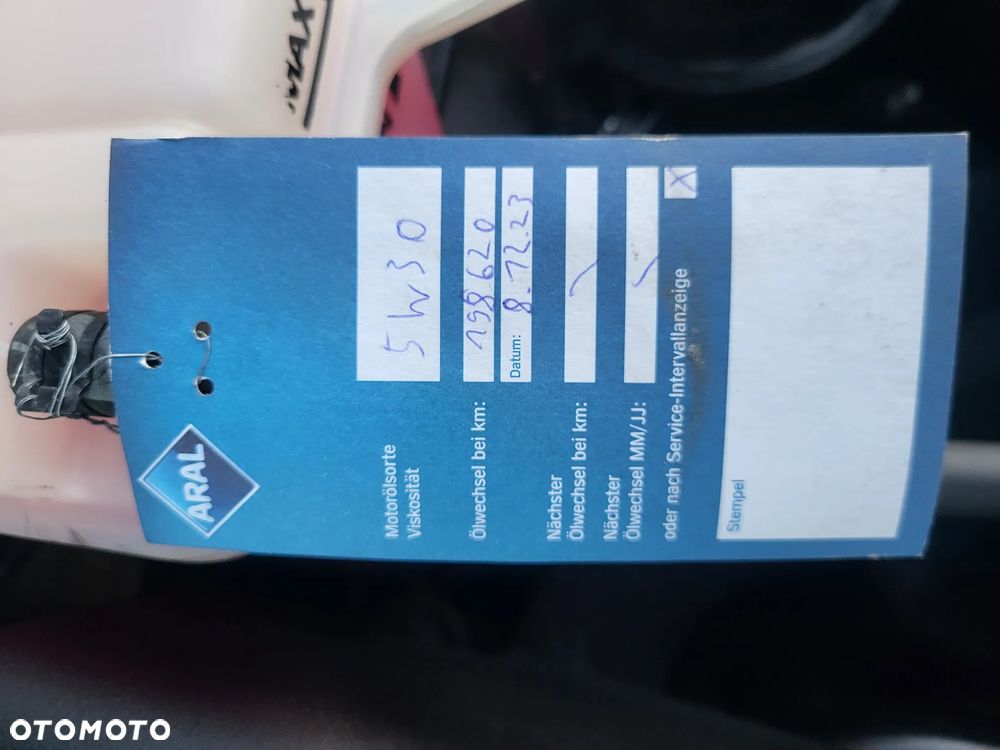 MAX
ARAL
Motorölsorte
Viskosität
5W30
Ölwechsel bei km:
198620
Datum: 8.12.23
Nächster
Ölwechsel bei km:
Nächster
Ölwechsel MM/JJ:
oder nach Service-Intervallanzeige X
Stempel
OTOMOTO